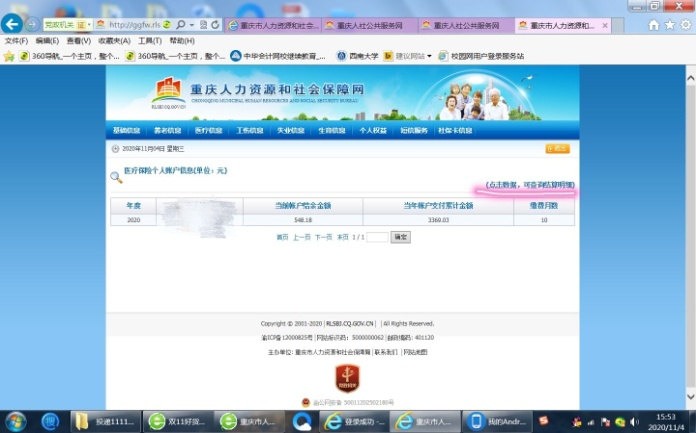 党政机关
http://ggfw.rls
重庆市人力资源和社会...
重庆人社公共服务网
重庆人社公共服务网
重庆市人力资源和...
文件(F) 编辑(E) 查看(V) 收藏夹(A) 工具(T) 帮助(H)
360导航_一个主页，整个... 360导航_一个主页，整个... 中华会计网校继续教育_... 西南大学 建议网站 校园网用户登录服务站
重庆人力资源和社会保障网
CHONGQING MUNICIPAL HUMAN RESOURCES AND SOCIAL SECURITY BUREAU
RLSBJ.CQ.GOV.CN
基础信息 养老信息 医疗信息 工伤信息 失业信息 生育信息 个人权益 短信服务 社保卡信息
2020年11月04日 星期三
医疗保险个人账户信息(单位：元)
(点击数据，可查询结算明细)
年度 当前帐户结余金额 当年帐户支付累计金额 缴费月数
2020 548.18 3369.03 10
首页 上一页 下一页 末页 1 / 1 确定
Copyright © 2001-2020 | RLSBJ.CQ.GOV.CN | | All Rights Reserved.
渝ICP备12000825号 | 网站标识码：5000000062 | 邮政编码: 401120
主办单位: 重庆市人力资源和社会保障局 | 联系我们 | 网站地图
渝公网安备 50011202502189号
投递1111... 双11好货... 重庆市人... 登录成功 -... 重庆市人... 我的Andr...
15:53
2020/11/4